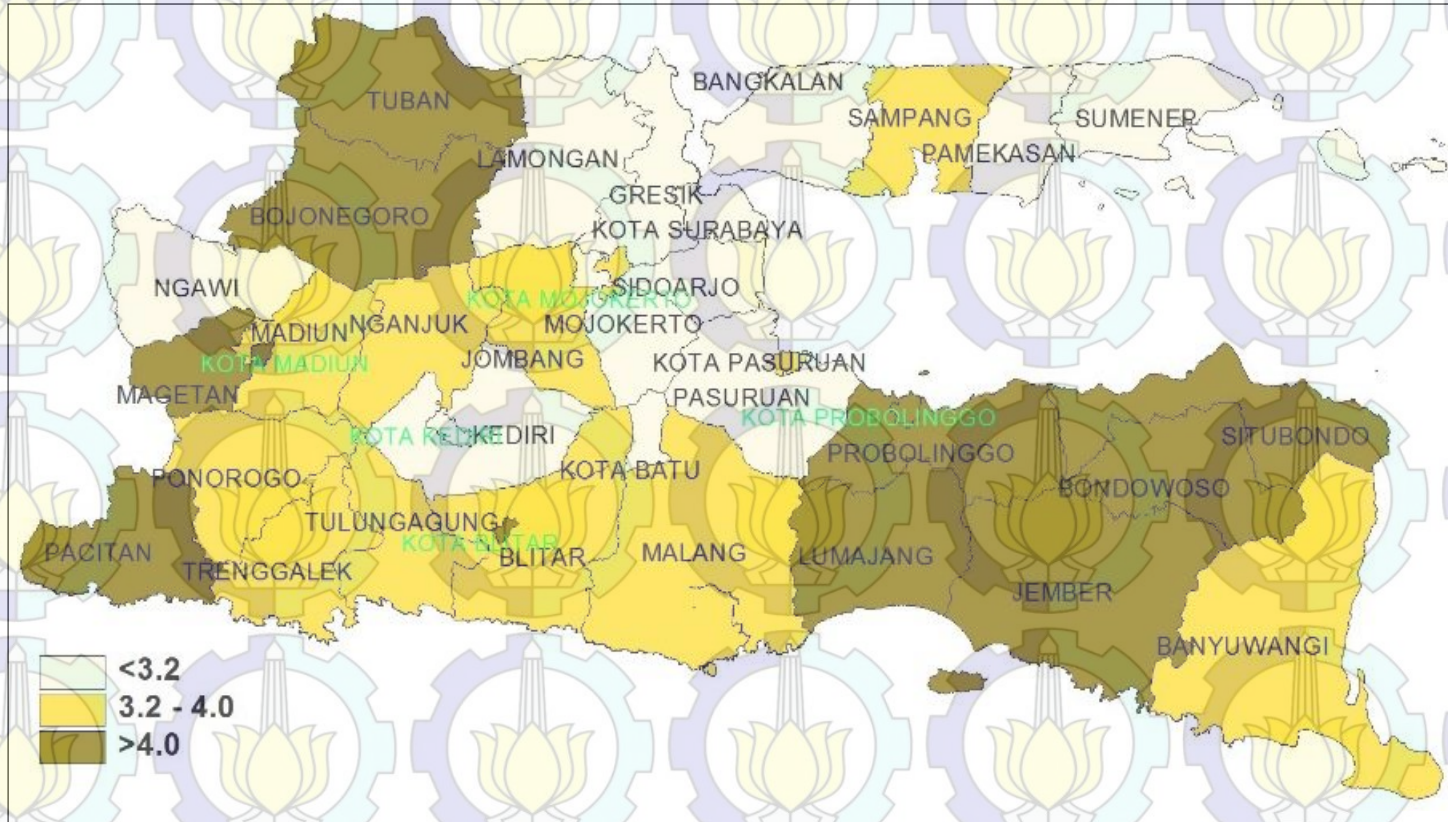 BANGKALAN
TUBAN
SAMPANG
SUMENEP
LAMONGAN
PAMEKASAN
GRESIK
BOJONEGORO
KOTA SURABAYA
NGAWI
SIDOARJO
KOTA MOJOKERTO
MADIUN
NGANJUK
MOJOKERTO
JOMBANG
KOTA MADIUN
KOTA PASURUAN
MAGETAN
PASURUAN
KOTA PROBOLINGGO
KOTA KEDIRI
KEDIRI
SITUBONDO
PROBOLINGGO
KOTA BATU
PONOROGO
BONDOWOSO
TULUNGAGUNG
KOTA BLITAR
PACITAN
BLITAR
MALANG
LUMAJANG
TRENGGALEK
JEMBER
BANYUWANGI
<3.2
3.2 - 4.0
>4.0